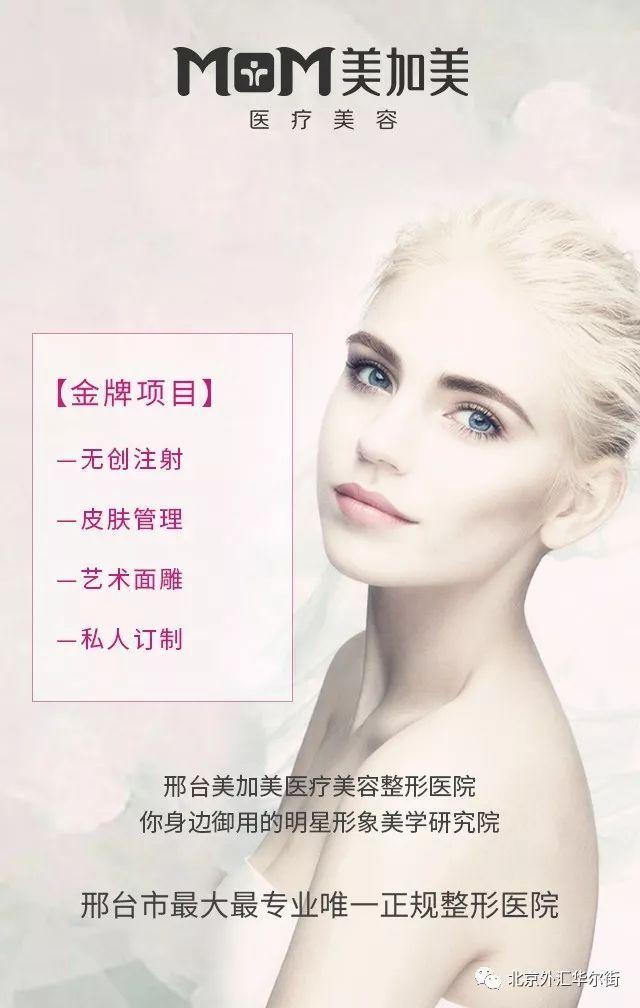 MOM美加美
医疗美容
【金牌项目】
—无创注射
—皮肤管理
—艺术面雕
—私人订制
邢台美加美医疗美容整形医院
你身边御用的明星形象美学研究院
邢台市最大最专业唯一正规整形医院
北京外汇华尔街